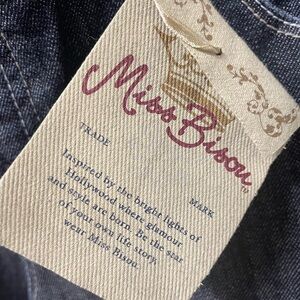 Miss Bisou
TRADE MARK
Inspired by the bright lights of
Hollywood where glamour
and style are born. Be the star
of your own life story,
wear Miss Bisou.